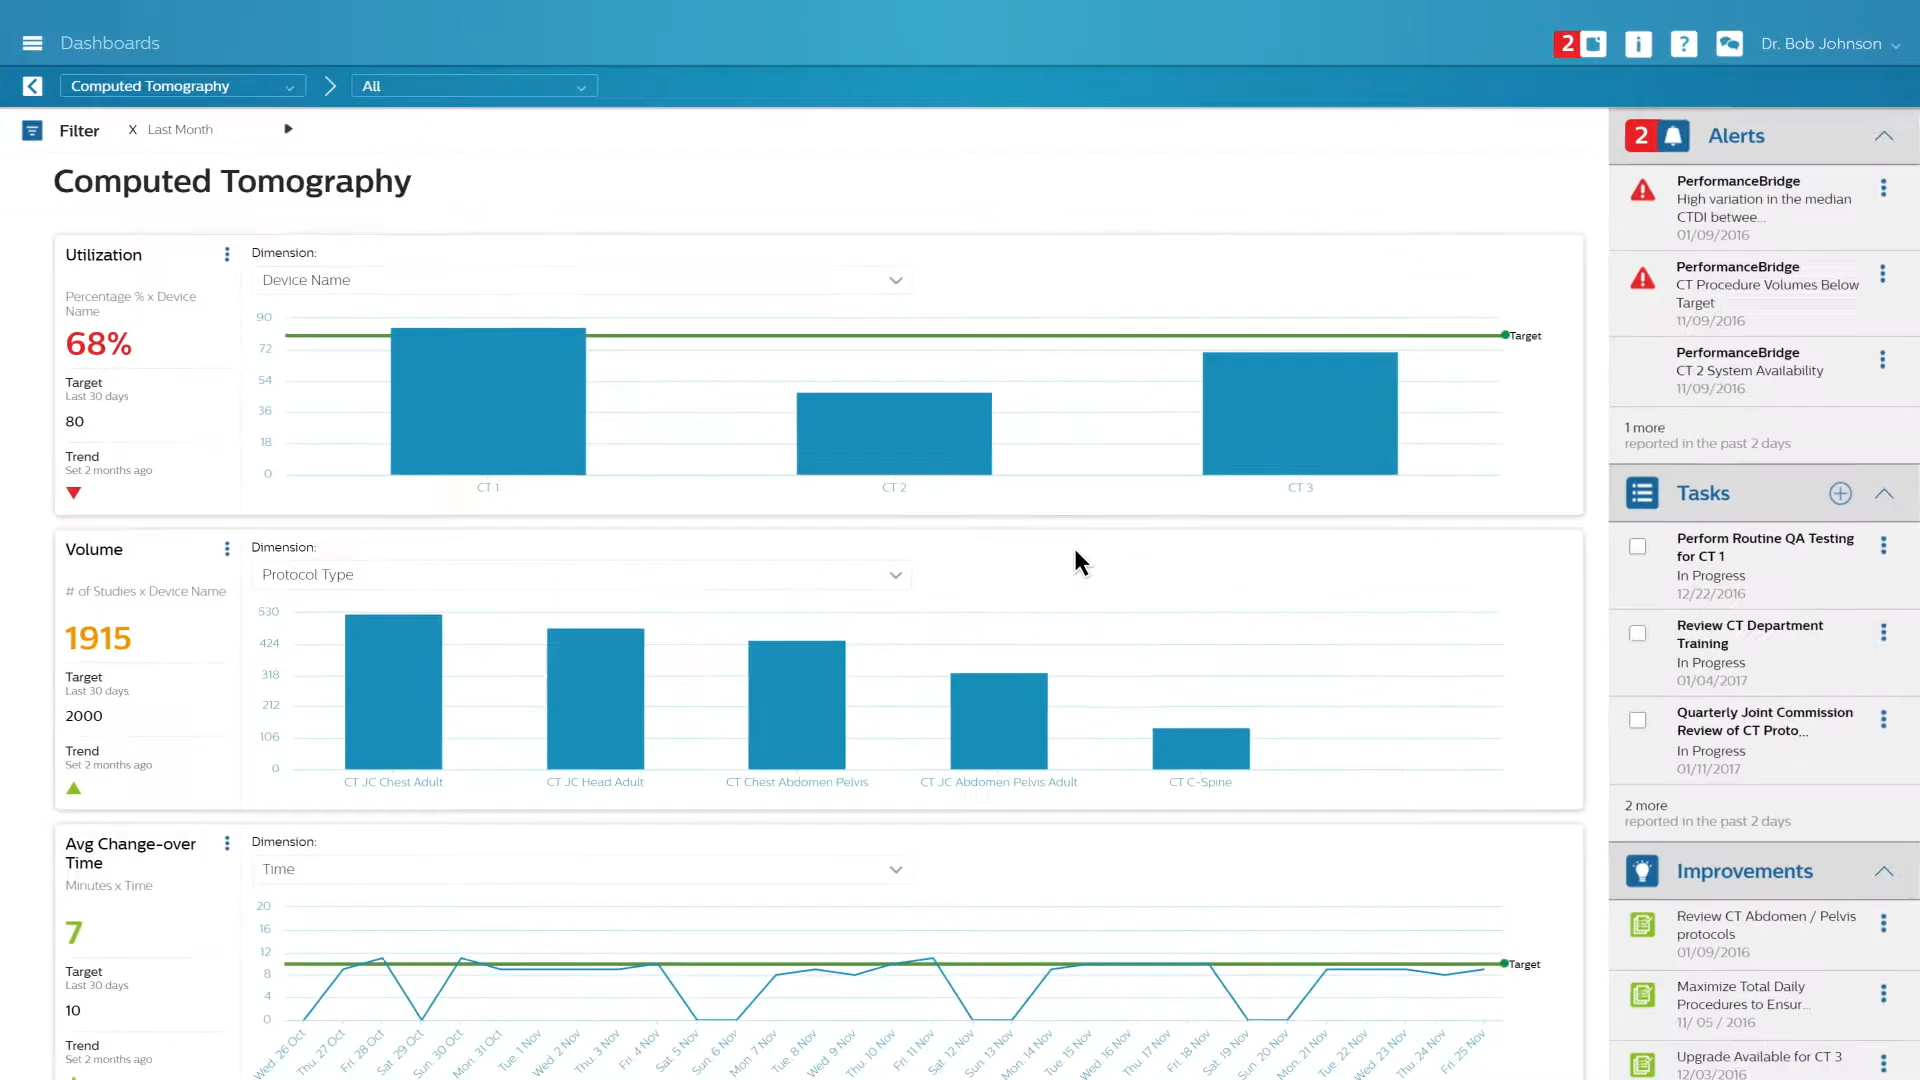 Dashboards
2
Dr. Bob Johnson
Computed Tomography
All
Filter
X Last Month
Computed Tomography
Utilization
Percentage % x Device
Name
68%
Target
Last 30 days
80
Trend
Set 2 months ago
Dimension:
Device Name
90
72
54
36
18
0
Target
CT 1
CT 2
CT 3
Volume
# of Studies x Device Name
1915
Target
Last 30 days
2000
Trend
Set 2 months ago
Dimension:
Protocol Type
530
424
318
212
106
0
CT JC Chest Adult
CT JC Head Adult
CT Chest Abdomen Pelvis
CT JC Abdomen Pelvis Adult
CT C-Spine
Avg Change-over
Time
Minutes x Time
7
Target
Last 30 days
10
Trend
Set 2 months ago
Dimension:
Time
20
16
12
8
4
0
Target
Wed. 26 Oct
Thu. 27 Oct
Fri. 28 Oct
Sat. 29 Oct
Sun. 30 Oct
Mon. 31 Oct
Tue. 1 Nov
Wed. 2 Nov
Thu. 3 Nov
Fri. 4 Nov
Sat. 5 Nov
Sun. 6 Nov
Mon. 7 Nov
Tue. 8 Nov
Wed. 9 Nov
Thu. 10 Nov
Fri. 11 Nov
Sat. 12 Nov
Sun. 13 Nov
Mon. 14 Nov
Tue. 15 Nov
Wed. 16 Nov
Thu. 17 Nov
Fri. 18 Nov
Sat. 19 Nov
Sun. 20 Nov
Mon. 21 Nov
Tue. 22 Nov
Wed. 23 Nov
Thu. 24 Nov
Fri. 25 Nov
2
Alerts
PerformanceBridge
High variation in the median
CTDI betwee...
01/09/2016
PerformanceBridge
CT Procedure Volumes Below
Target
11/09/2016
PerformanceBridge
CT 2 System Availability
11/09/2016
1 more
reported in the past 2 days
Tasks
Perform Routine QA Testing
for CT 1
In Progress
12/22/2016
Review CT Department
Training
In Progress
01/04/2017
Quarterly Joint Commission
Review of CT Proto...
In Progress
01/11/2017
2 more
reported in the past 2 days
Improvements
Review CT Abdomen / Pelvis
protocols
01/09/2016
Maximize Total Daily
Procedures to Ensur...
11/ 05 / 2016
Upgrade Available for CT 3
12/03/2016